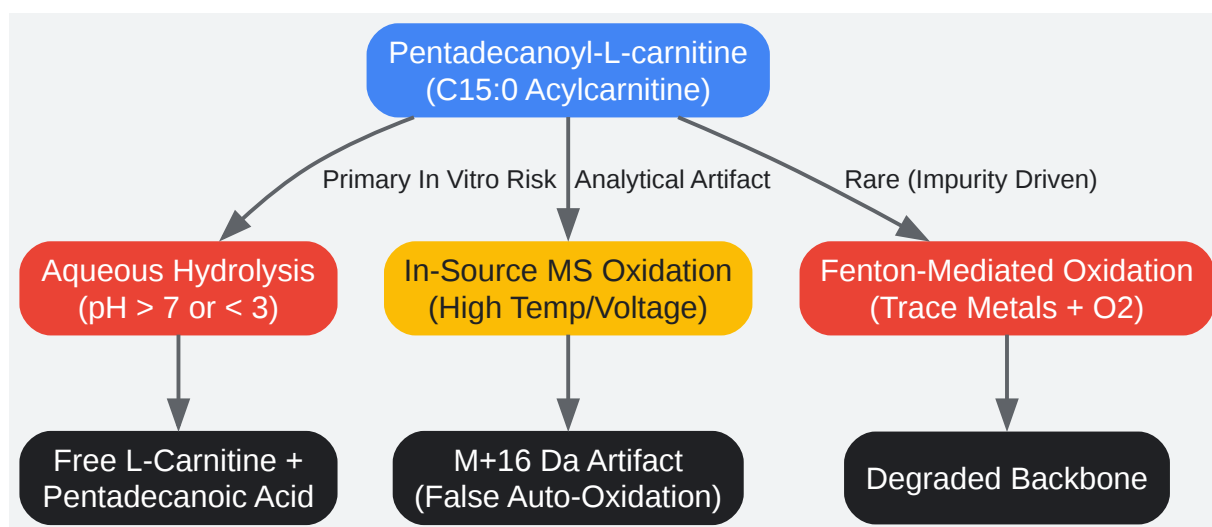 Pentadecanoyl-L-carnitine
(C15:0 Acylcarnitine)
Primary In Vitro Risk
Analytical Artifact
Rare (Impurity Driven)
Aqueous Hydrolysis
(pH > 7 or < 3)
In-Source MS Oxidation
(High Temp/Voltage)
Fenton-Mediated Oxidation
(Trace Metals + O2)
Free L-Carnitine +
Pentadecanoic Acid
M+16 Da Artifact
(False Auto-Oxidation)
Degraded Backbone